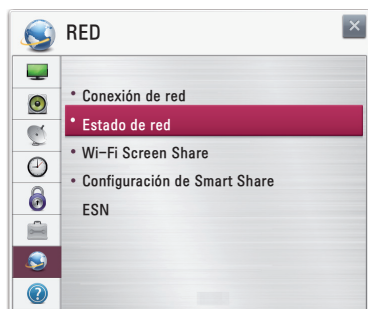 RED
• Conexión de red
• Estado de red
• Wi-Fi Screen Share
• Configuración de Smart Share
ESN